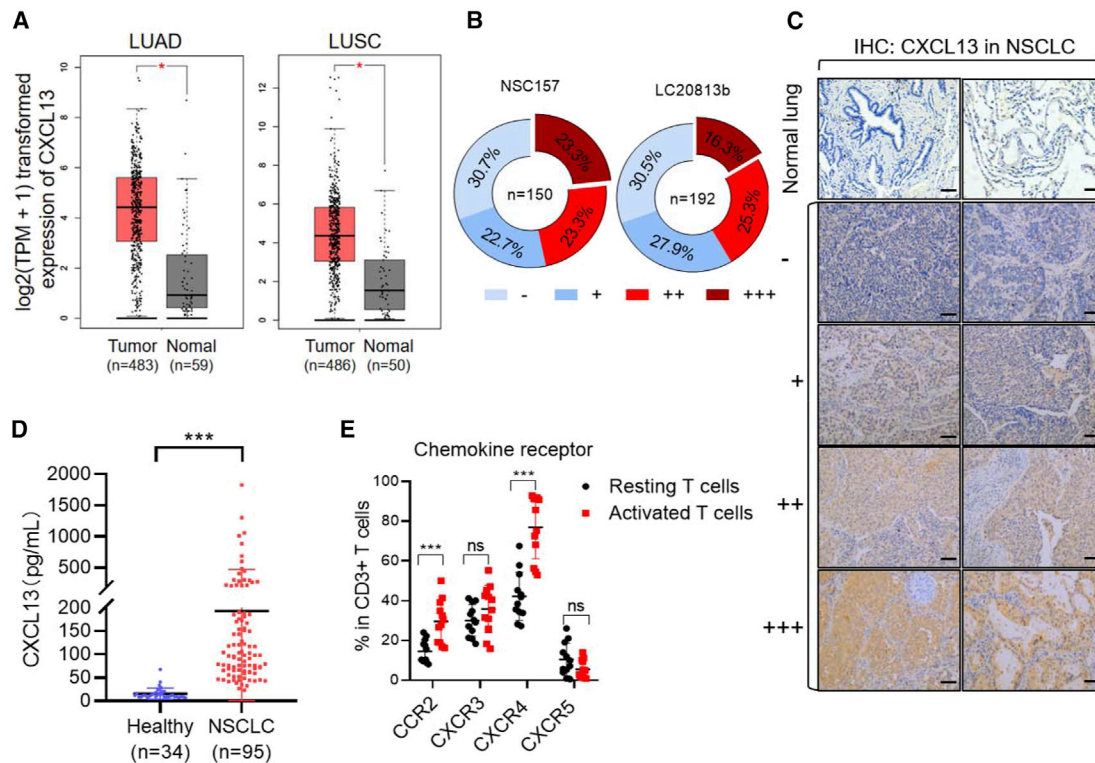 A
LUAD
LUSC
log2(TPM + 1) transformed
expression of CXCL13
10
8
6
4
2
0
*
Tumor
(n=483)
Nomal
(n=59)
12
10
8
6
4
2
0
*
Tumor
(n=486)
Nomal
(n=50)
B
NSC157
LC20813b
30.7%
23.3%
22.7%
23.3%
n=150
30.5%
16.3%
27.9%
25.3%
n=192
-
+
++
+++
C
IHC: CXCL13 in NSCLC
Normal lung
-
+
++
+++
D
***
CXCL13 (pg/mL)
2000
1500
1000
500
200
150
100
50
0
Healthy
(n=34)
NSCLC
(n=95)
E
Chemokine receptor
% in CD3+ T cells
100
80
60
40
20
0
***
ns
***
ns
Resting T cells
Activated T cells
CCR2
CXCR3
CXCR4
CXCR5